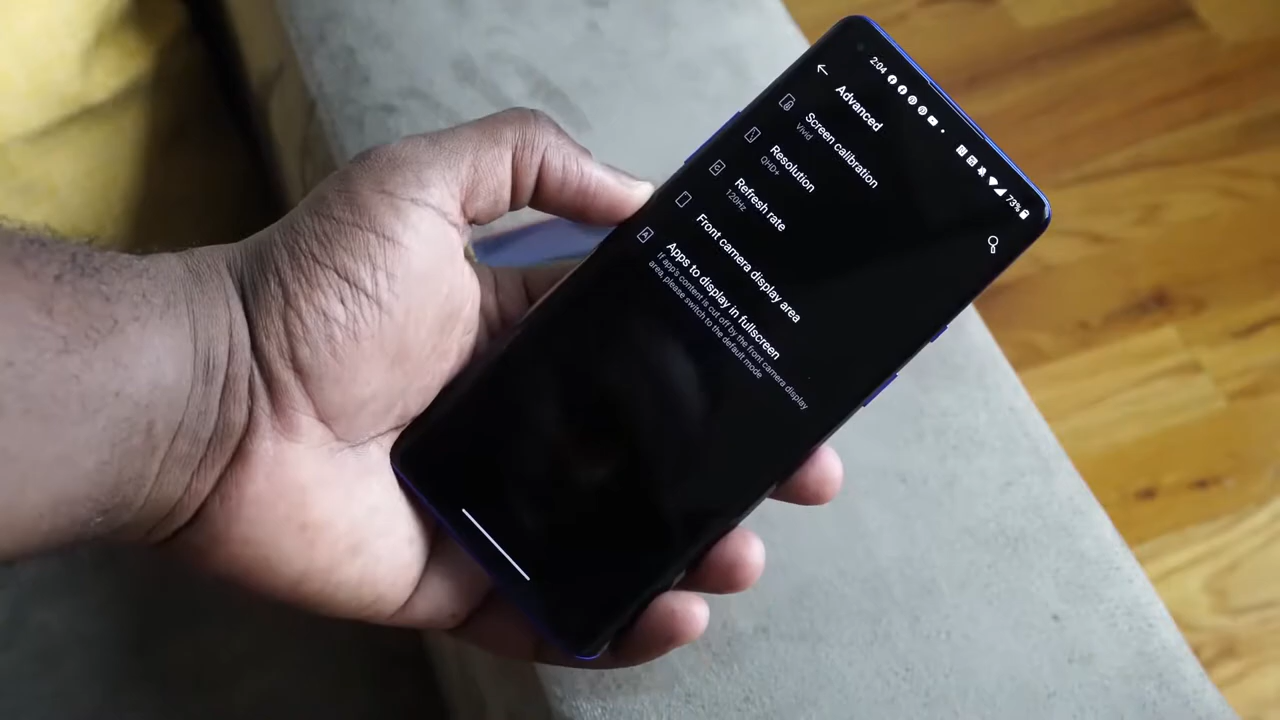 2:04
73%
Advanced
Screen calibration
Vivid
Resolution
QHD+
Refresh rate
120Hz
Front camera display area
Apps to display in fullscreen
If app's content is cut off by the front camera display
area, please switch to the default mode